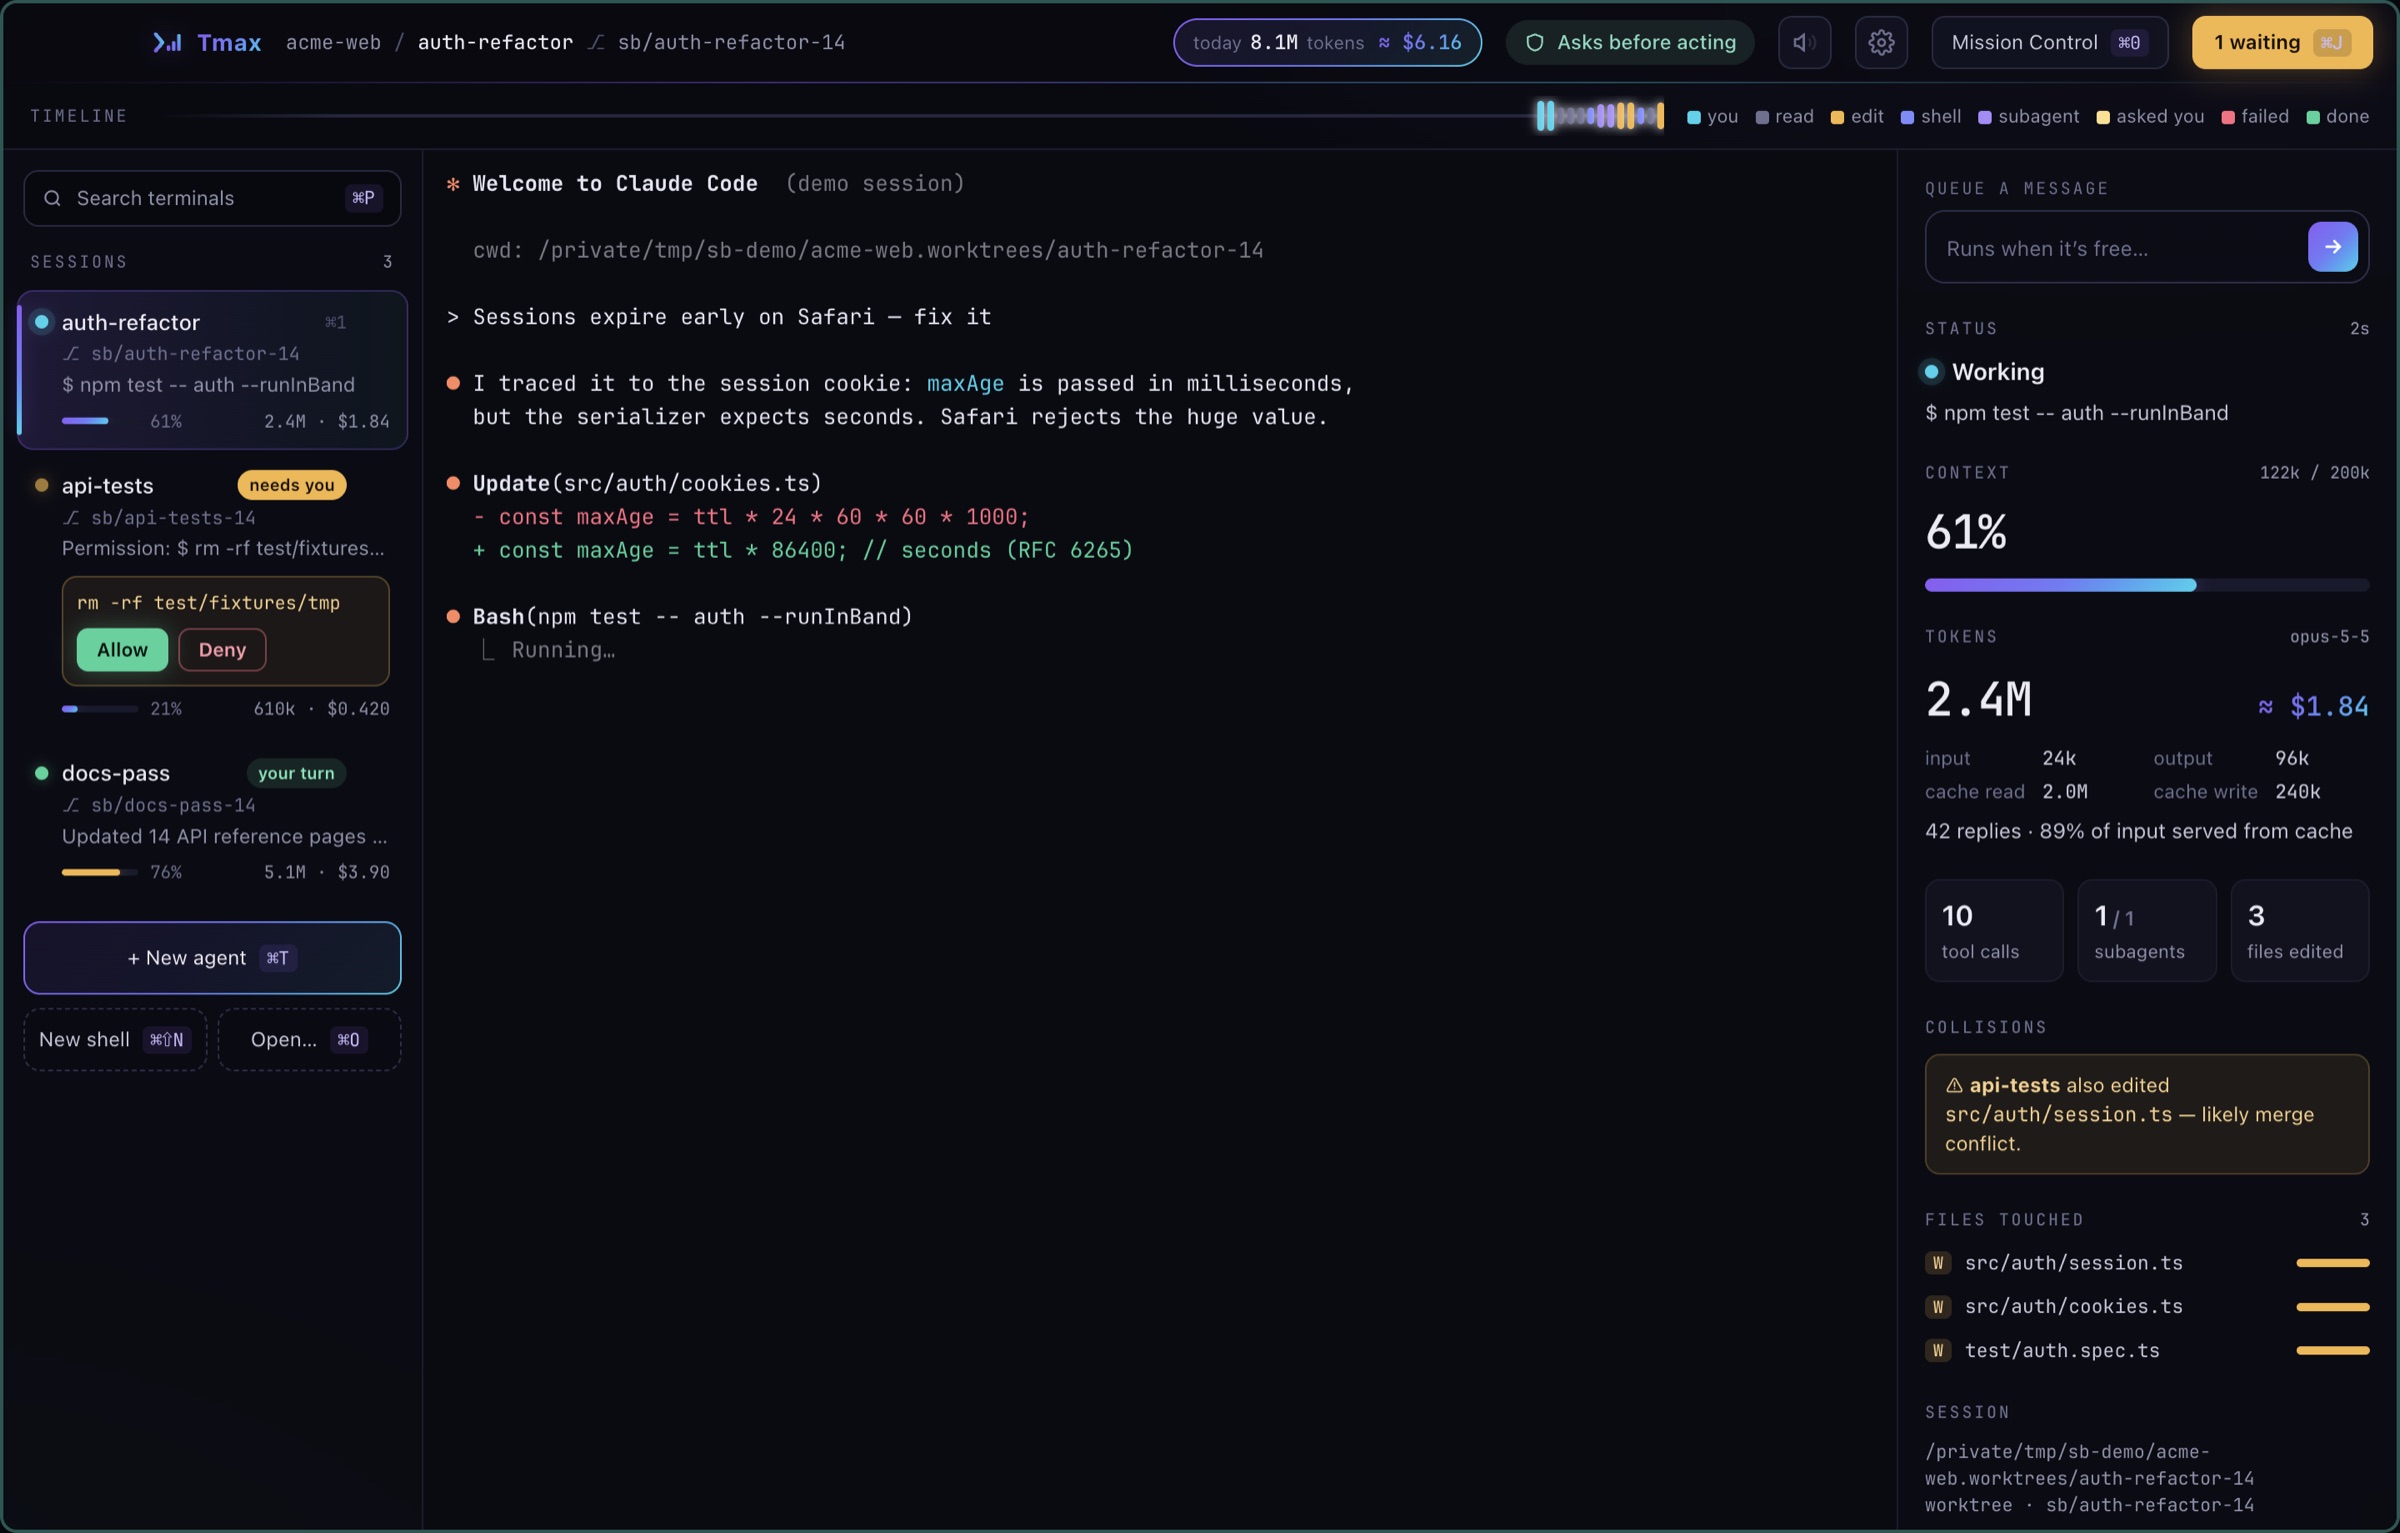 Tmax acme-web / auth-refactor ⎇ sb/auth-refactor-14 today 8.1M tokens ≈ $6.16 Asks before acting Mission Control ⌘0 1 waiting ⌘J
TIMELINE you read edit shell subagent asked you failed done
Search terminals ⌘P
SESSIONS 3
auth-refactor ⌘1
⎇ sb/auth-refactor-14
$ npm test -- auth --runInBand
61% 2.4M · $1.84
api-tests needs you
⎇ sb/api-tests-14
Permission: $ rm -rf test/fixtures...
rm -rf test/fixtures/tmp
Allow Deny
21% 610k · $0.420
docs-pass your turn
⎇ sb/docs-pass-14
Updated 14 API reference pages ...
76% 5.1M · $3.90
+ New agent ⌘T
New shell ⌘⇧N Open... ⌘O
✻ Welcome to Claude Code (demo session)
cwd: /private/tmp/sb-demo/acme-web.worktrees/auth-refactor-14
> Sessions expire early on Safari — fix it
● I traced it to the session cookie: maxAge is passed in milliseconds,
but the serializer expects seconds. Safari rejects the huge value.
● Update(src/auth/cookies.ts)
- const maxAge = ttl * 24 * 60 * 60 * 1000;
+ const maxAge = ttl * 86400; // seconds (RFC 6265)
● Bash(npm test -- auth --runInBand)
⎿ Running…
QUEUE A MESSAGE
Runs when it’s free...
STATUS 2s
Working
$ npm test -- auth --runInBand
CONTEXT 122k / 200k
61%
TOKENS opus-5-5
2.4M ≈ $1.84
input 24k output 96k
cache read 2.0M cache write 240k
42 replies · 89% of input served from cache
10 1 / 1 3
tool calls subagents files edited
COLLISIONS
⚠ api-tests also edited
src/auth/session.ts — likely merge
conflict.
FILES TOUCHED 3
W src/auth/session.ts
W src/auth/cookies.ts
W test/auth.spec.ts
SESSION
/private/tmp/sb-demo/acme-
web.worktrees/auth-refactor-14
worktree · sb/auth-refactor-14